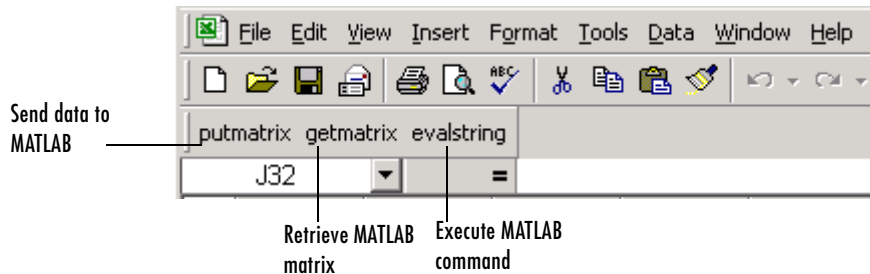 File Edit View Insert Format Tools Data Window Help
ABC
Send data to
MATLAB
putmatrix getmatrix evalstring
J32 =
Retrieve MATLAB
matrix
Execute MATLAB
command